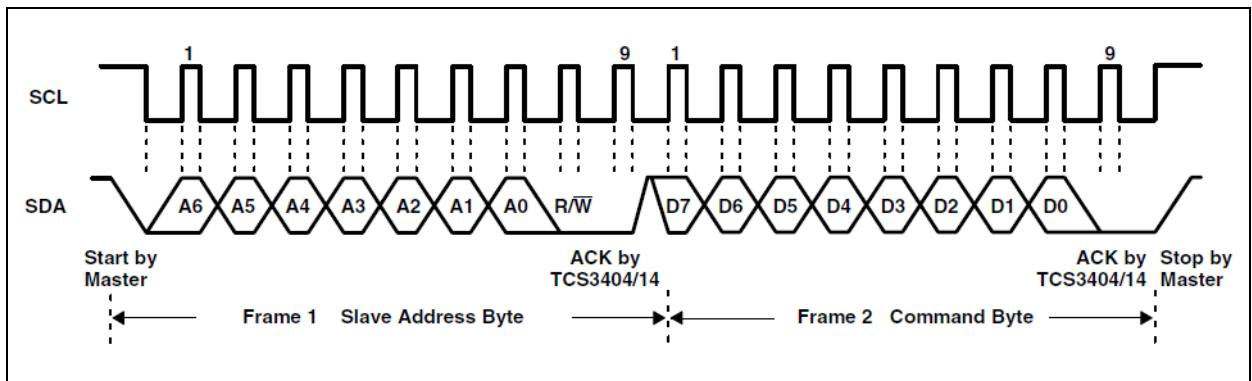 1 9 1 9
SCL
SDA A6 A5 A4 A3 A2 A1 A0 R/W̅ D7 D6 D5 D4 D3 D2 D1 D0
Start by
Master
ACK by
TCS3404/14
ACK by
TCS3404/14
Stop by
Master
Frame 1 Slave Address Byte
Frame 2 Command Byte